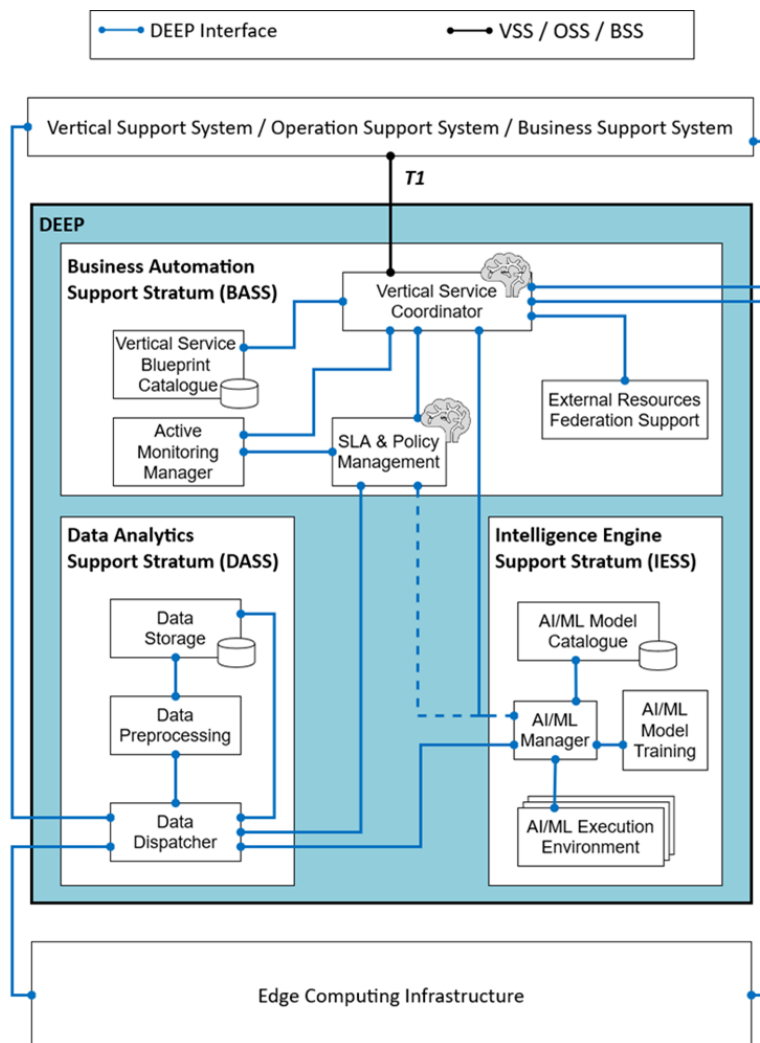 DEEP Interface
VSS / OSS / BSS
Vertical Support System / Operation Support System / Business Support System
T1
DEEP
Business Automation
Support Stratum (BASS)
Vertical Service
Coordinator
Vertical Service
Blueprint
Catalogue
External Resources
Federation Support
Active
Monitoring
Manager
SLA & Policy
Management
Data Analytics
Support Stratum (DASS)
Data
Storage
Data
Preprocessing
Data
Dispatcher
Intelligence Engine
Support Stratum (IESS)
AI/ML Model
Catalogue
AI/ML
Manager
AI/ML
Model
Training
AI/ML Execution
Environment
Edge Computing Infrastructure